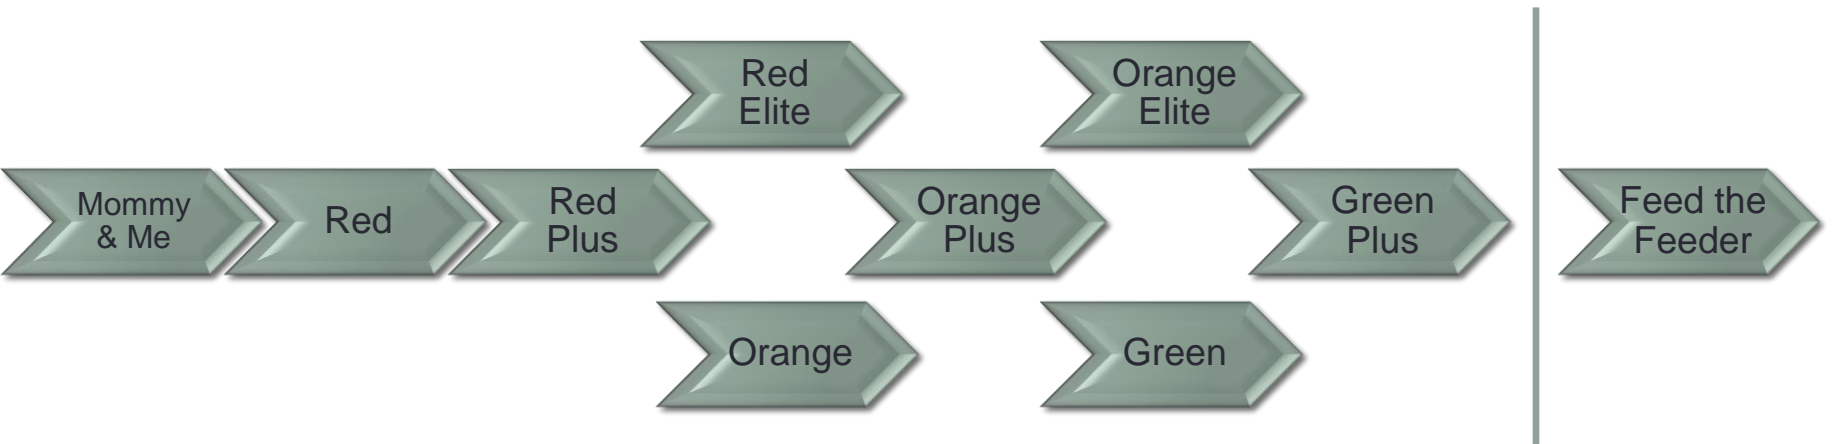 Mommy
& Me
Red
Red
Plus
Red
Elite
Orange
Orange
Plus
Orange
Elite
Green
Green
Plus
Feed the
Feeder